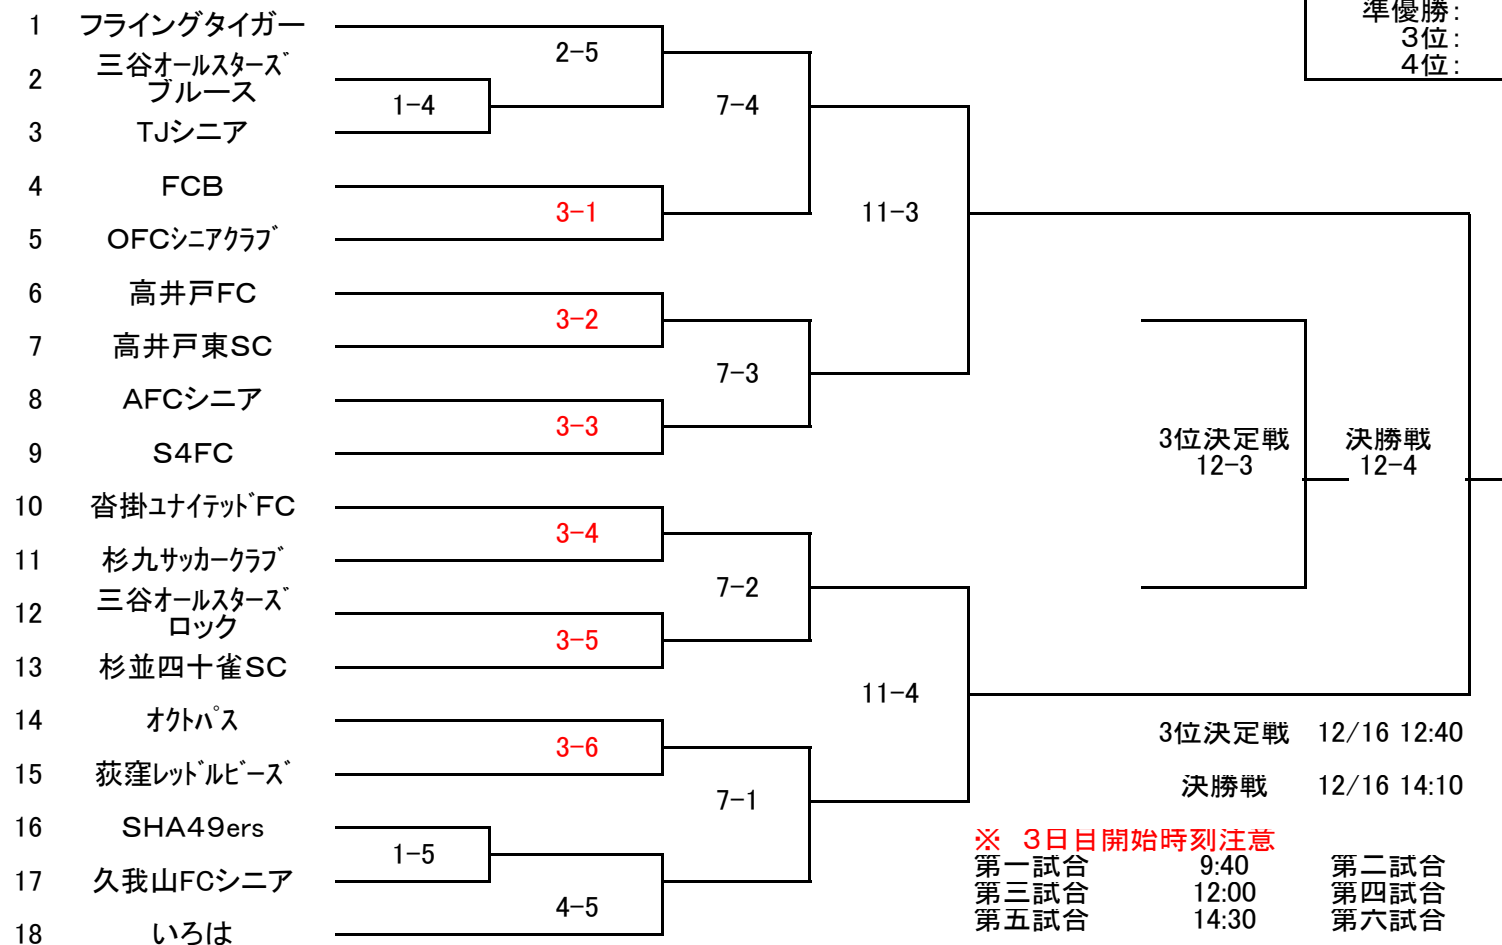 準優勝：
3位：
4位：
1 フライングタイガー
2-5
2 三谷オールスターズ
ブルース
1-4
7-4
3 TJシニア
4 FCB
3-1
11-3
5 OFCシニアクラブ
6 高井戸FC
3-2
7 高井戸東SC
7-3
8 AFCシニア
3-3
9 S4FC
3位決定戦 決勝戦
12-3 12-4
10 沓掛ユナイテッドFC
3-4
11 杉九サッカークラブ
7-2
12 三谷オールスターズ
ロック
3-5
13 杉並四十雀SC
11-4
14 オクトパス
3位決定戦 12/16 12:40
3-6
15 荻窪レッドルビーズ
決勝戦 12/16 14:10
7-1
16 SHA49ers
※ 3日目開始時刻注意
1-5
第一試合 9:40 第二試合
17 久我山FCシニア
第三試合 12:00 第四試合
4-5
第五試合 14:30 第六試合
18 いろは